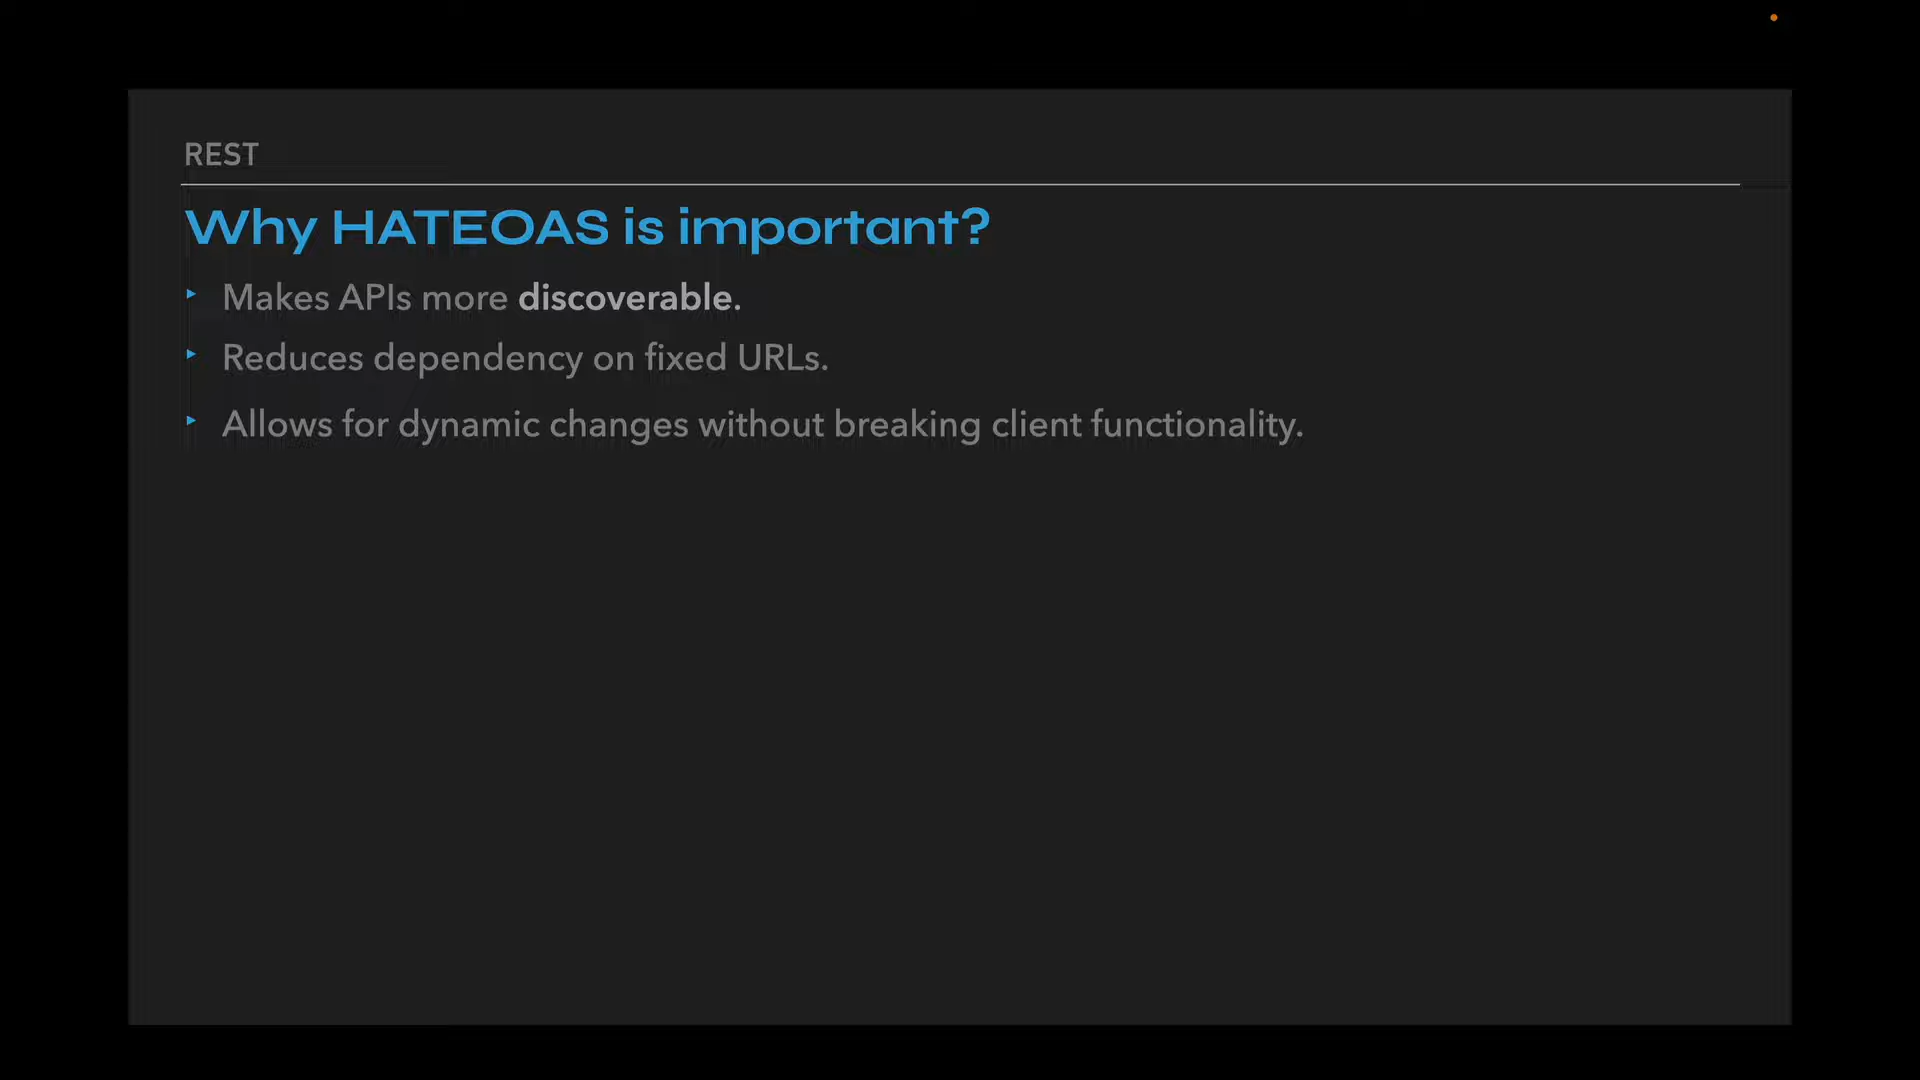 REST
Why HATEOAS is important?
‣ Makes APIs more discoverable.
‣ Reduces dependency on fixed URLs.
‣ Allows for dynamic changes without breaking client functionality.